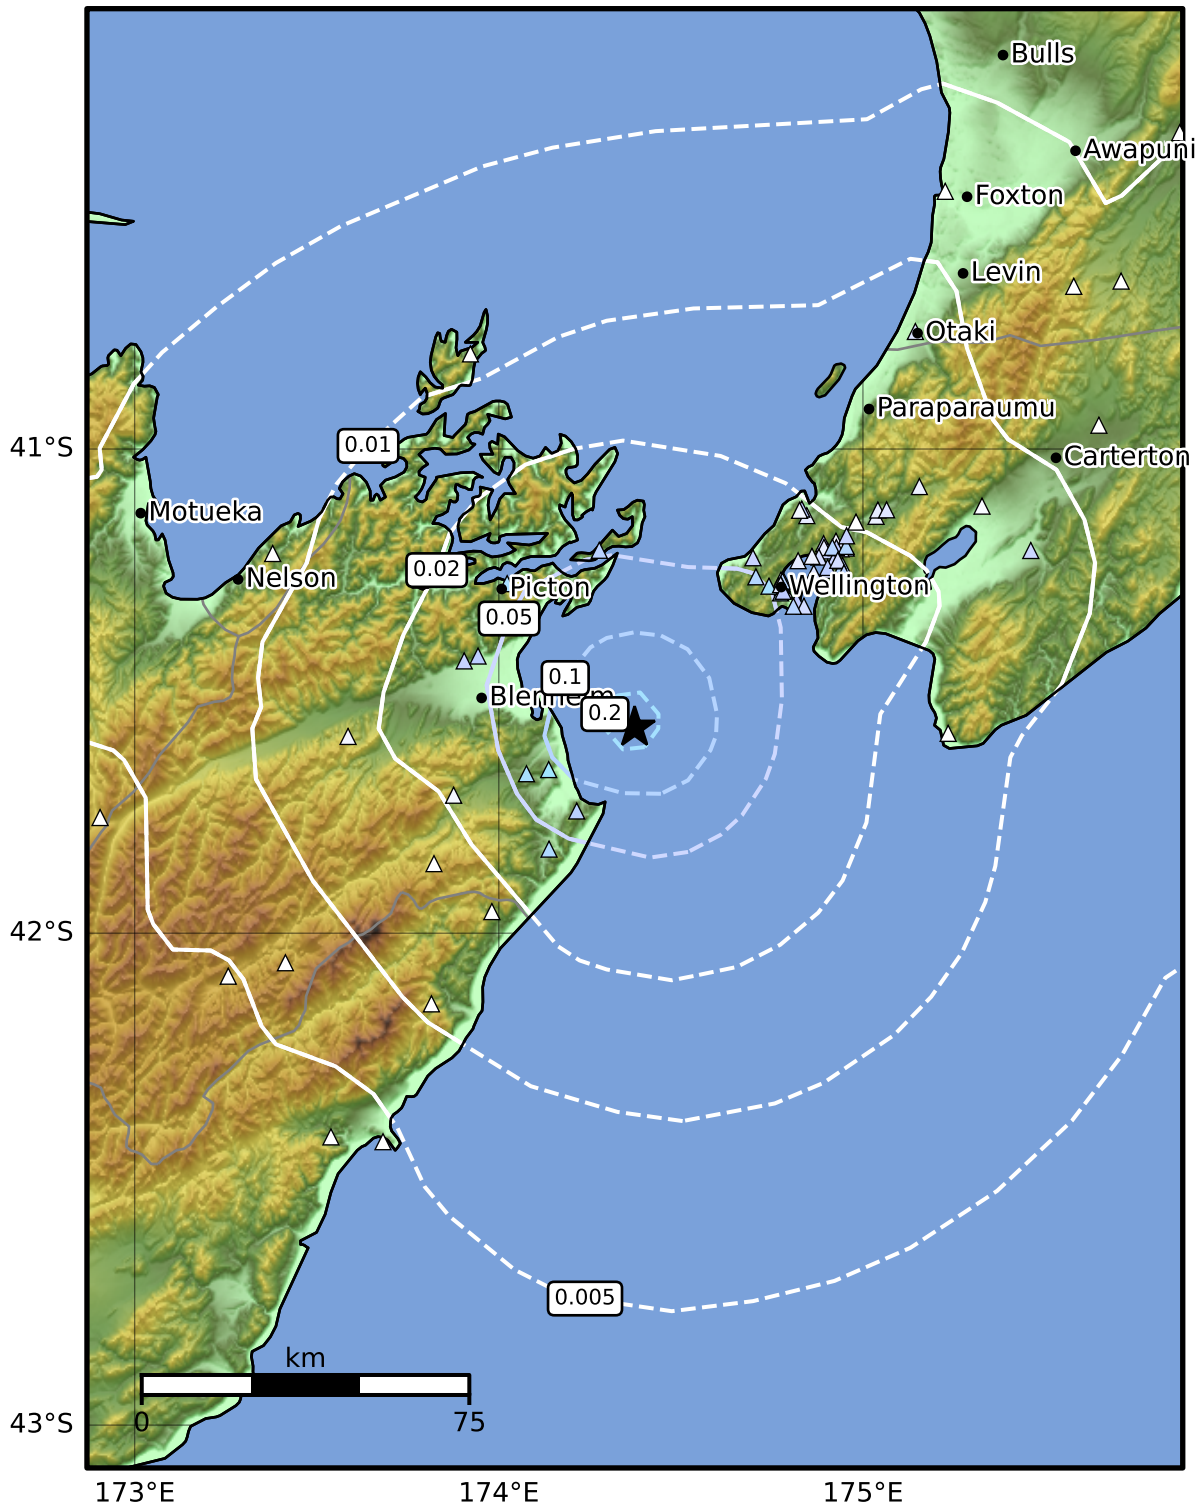 Bulls
Awapuni
Foxton
Levin
Otaki
Paraparaumu
0.01
41°S
Carterton
Motueka
0.02
Nelson
Picton
Wellington
0.05
0.1
Blenheim
0.2
42°S
0.005
km
0
75
43°S
173°E
174°E
175°E